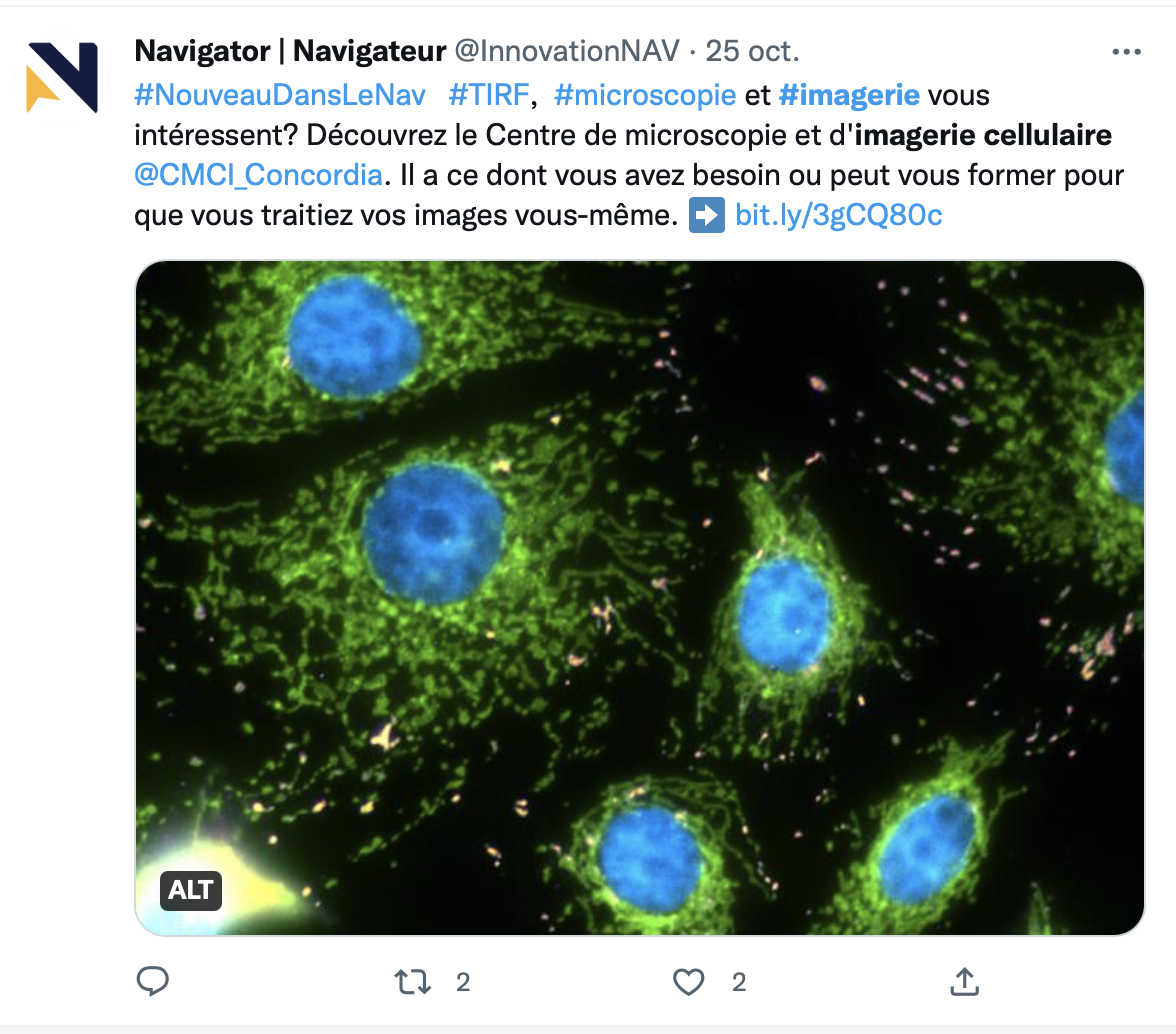 Navigator | Navigateur @InnovationNAV · 25 oct.
#NouveauDansLeNav #TIRF, #microscopie et #imagerie vous
intéressent? Découvrez le Centre de microscopie et d'imagerie cellulaire
@CMCI_Concordia. Il a ce dont vous avez besoin ou peut vous former pour
que vous traitiez vos images vous-même. ➡ bit.ly/3gCQ80c
ALT
2 2